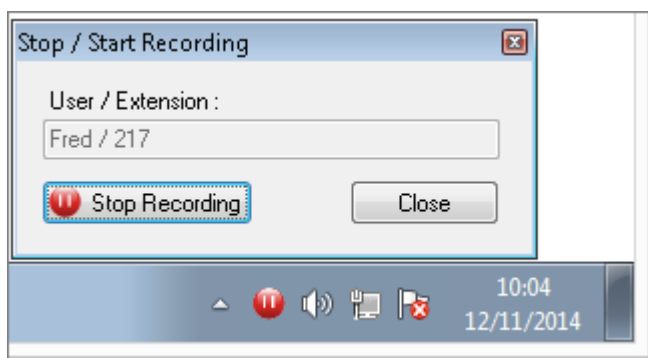 Stop / Start Recording
User / Extension :
Fred / 217
Stop Recording
Close
10:04
12/11/2014